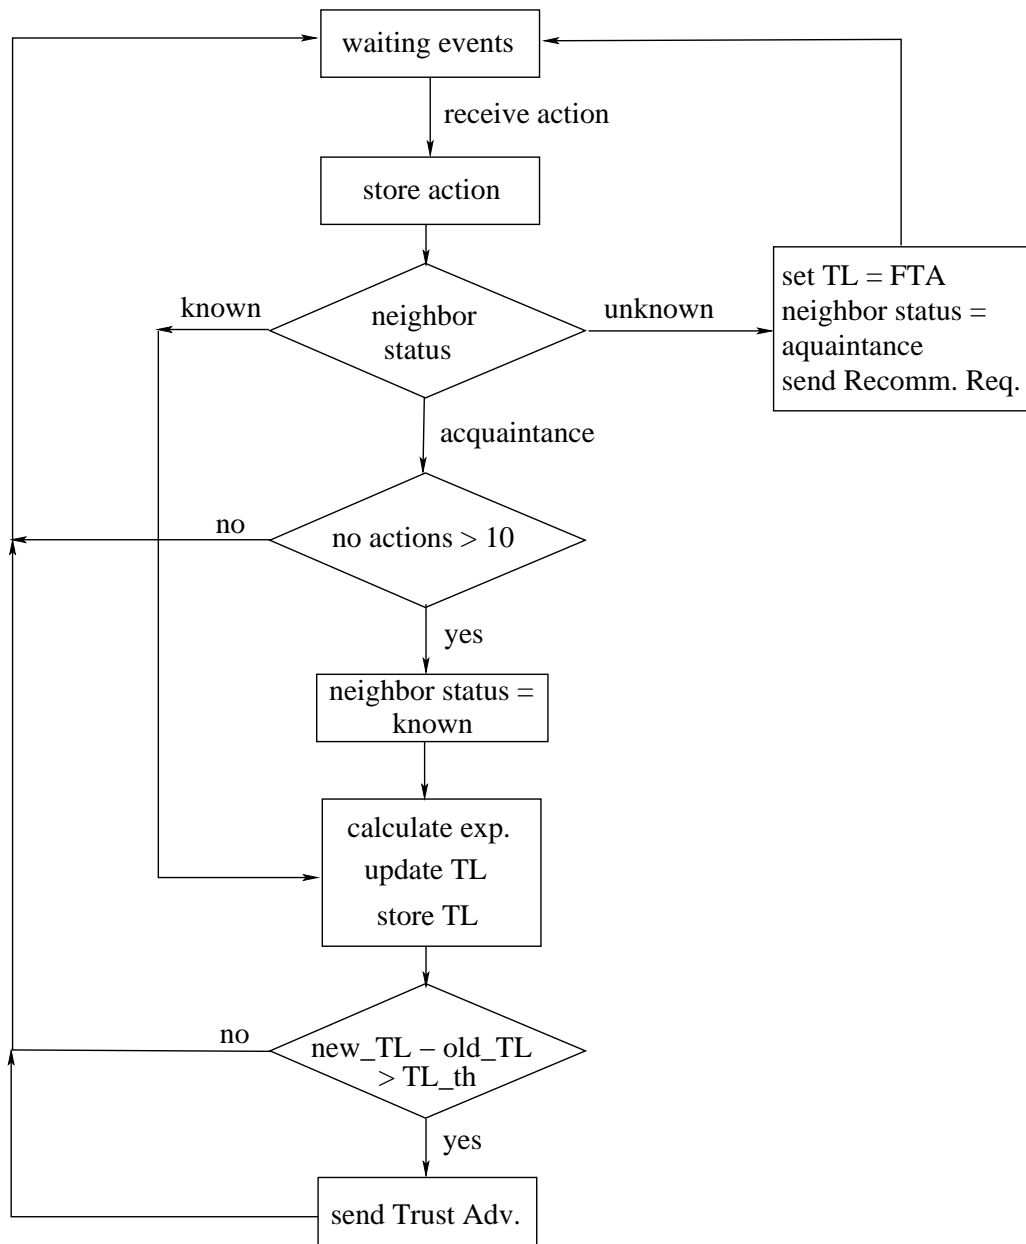 waiting events
receive action
store action
known
neighbor
status
unknown
set TL = FTA
neighbor status =
aquaintance
send Recomm. Req.
acquaintance
no
no actions > 10
yes
neighbor status =
known
calculate exp.
update TL
store TL
no
new_TL – old_TL
> TL_th
yes
send Trust Adv.